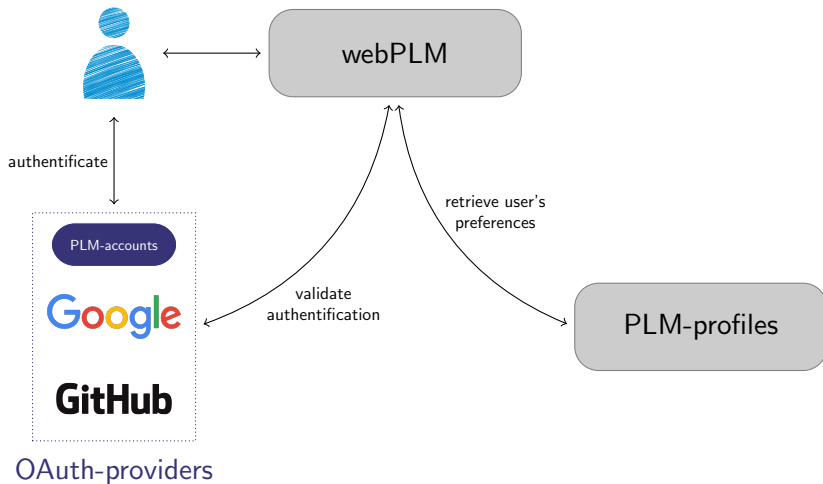 webPLM
authentificate
retrieve user's
preferences
PLM-accounts
validate
authentification
Google
PLM-profiles
GitHub
OAuth-providers